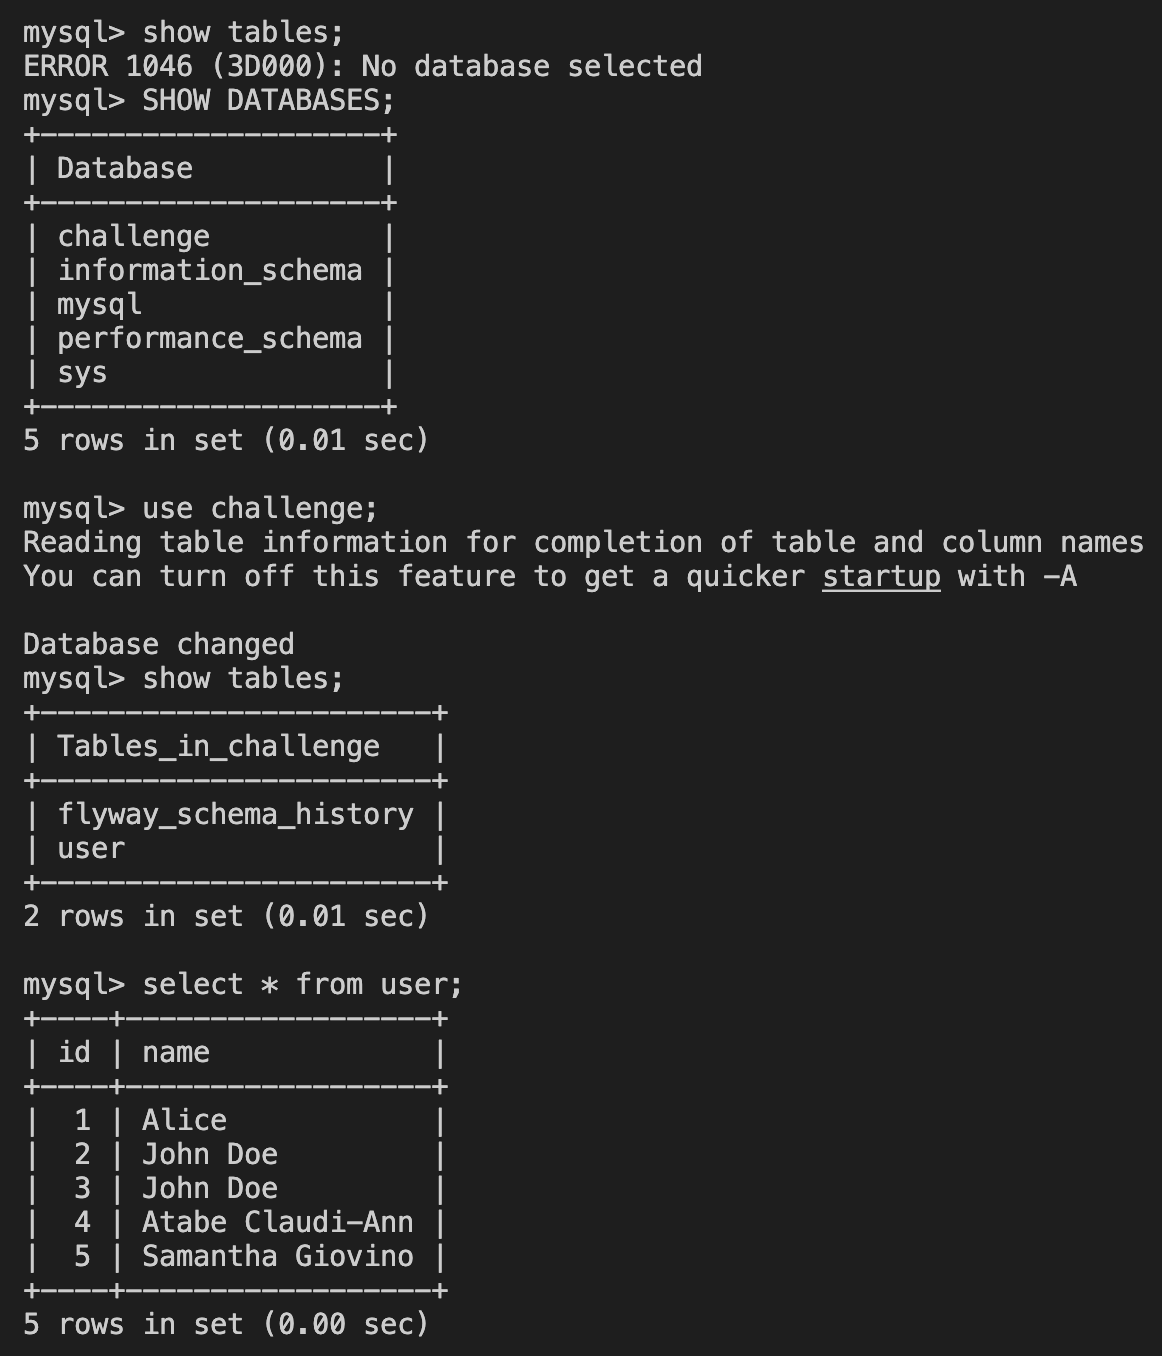 mysql> show tables;
ERROR 1046 (3D000): No database selected
mysql> SHOW DATABASES;
+--------------------+
| Database           |
+--------------------+
| challenge          |
| information_schema |
| mysql              |
| performance_schema |
| sys                |
+--------------------+
5 rows in set (0.01 sec)

mysql> use challenge;
Reading table information for completion of table and column names
You can turn off this feature to get a quicker startup with -A

Database changed
mysql> show tables;
+-----------------------+
| Tables_in_challenge   |
+-----------------------+
| flyway_schema_history |
| user                  |
+-----------------------+
2 rows in set (0.01 sec)

mysql> select * from user;
+----+------------------+
| id | name             |
+----+------------------+
|  1 | Alice            |
|  2 | John Doe         |
|  3 | John Doe         |
|  4 | Atabe Claudi-Ann |
|  5 | Samantha Giovino |
+----+------------------+
5 rows in set (0.00 sec)